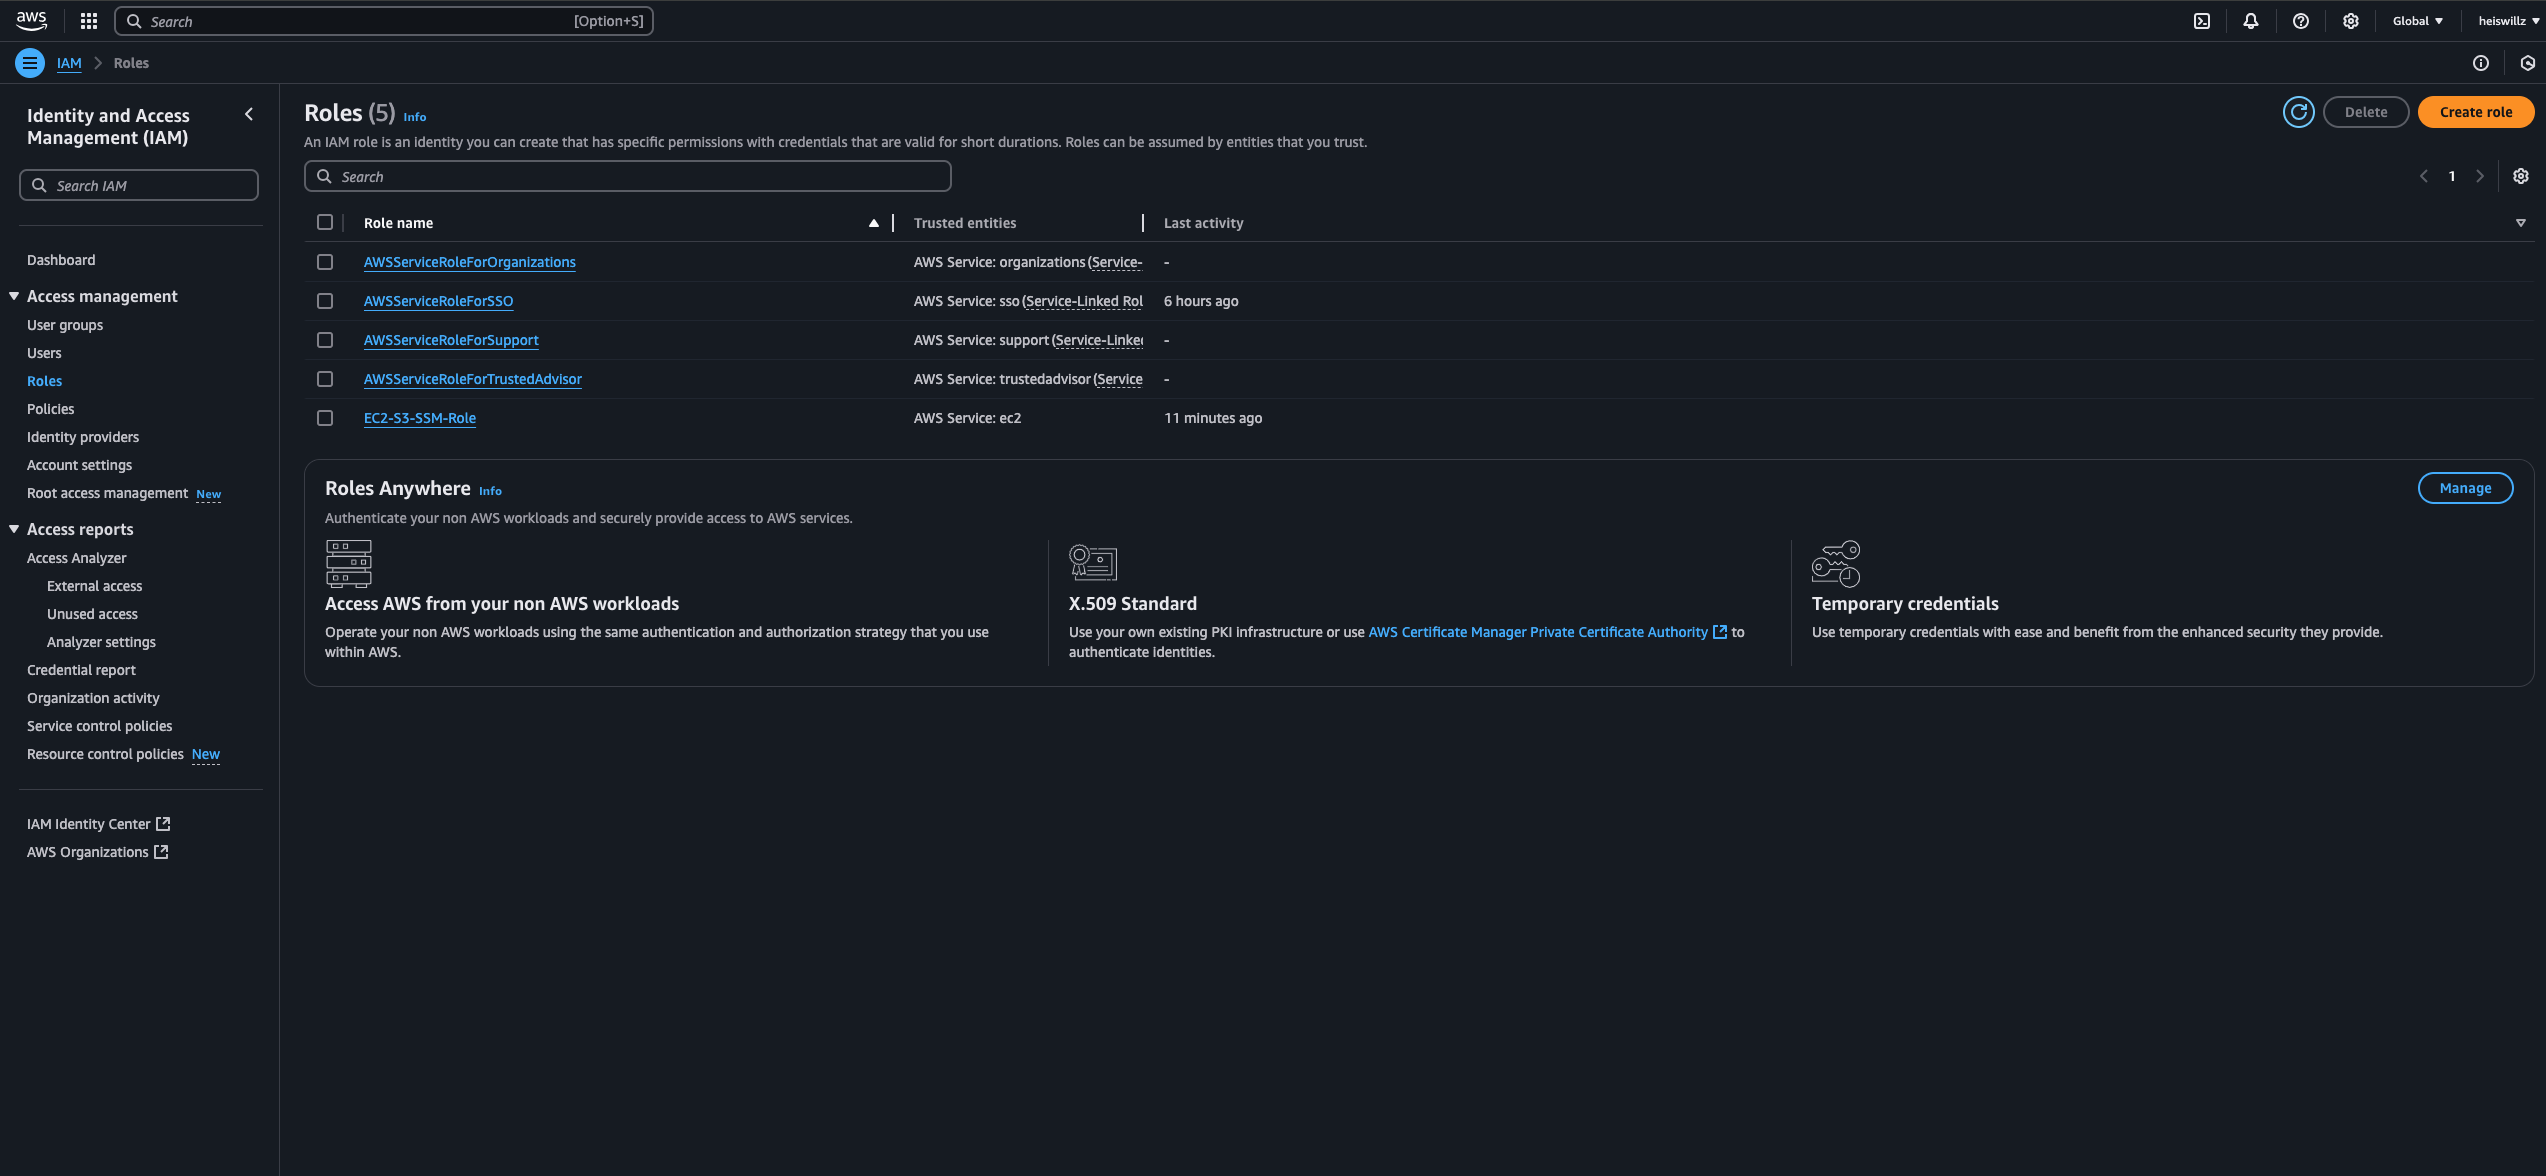 aws
Search [Option+S]
Global
heiswillz
IAM > Roles
Identity and Access
Management (IAM)
Search IAM
Dashboard
Access management
User groups
Users
Roles
Policies
Identity providers
Account settings
Root access management New
Access reports
Access Analyzer
External access
Unused access
Analyzer settings
Credential report
Organization activity
Service control policies
Resource control policies New
IAM Identity Center
AWS Organizations
Roles (5) Info
Delete
Create role
An IAM role is an identity you can create that has specific permissions with credentials that are valid for short durations. Roles can be assumed by entities that you trust.
Search
1
Role name Trusted entities Last activity
AWSServiceRoleForOrganizations AWS Service: organizations (Service- -
AWSServiceRoleForSSO AWS Service: sso (Service-Linked Rol 6 hours ago
AWSServiceRoleForSupport AWS Service: support (Service-Linked -
AWSServiceRoleForTrustedAdvisor AWS Service: trustedadvisor (Service -
EC2-S3-SSM-Role AWS Service: ec2 11 minutes ago
Roles Anywhere Info
Manage
Authenticate your non AWS workloads and securely provide access to AWS services.
Access AWS from your non AWS workloads
Operate your non AWS workloads using the same authentication and authorization strategy that you use
within AWS.
X.509 Standard
Use your own existing PKI infrastructure or use AWS Certificate Manager Private Certificate Authority to
authenticate identities.
Temporary credentials
Use temporary credentials with ease and benefit from the enhanced security they provide.